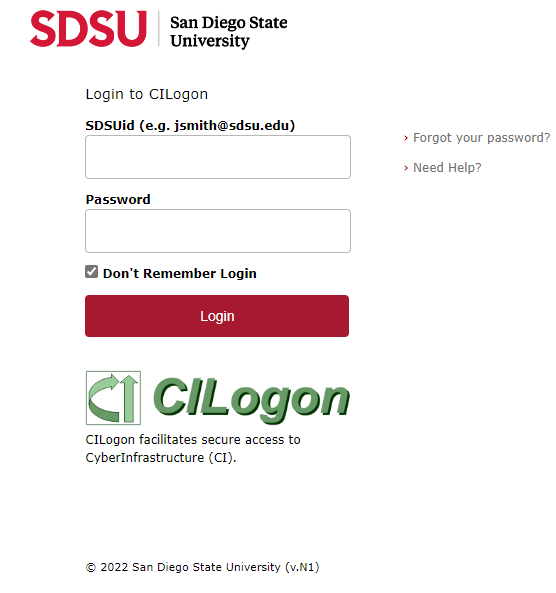 SDSU
San Diego State
University
Login to CILogon
SDSUid (e.g. jsmith@sdsu.edu)
› Forgot your password?
› Need Help?
Password
Don't Remember Login
Login
CI CILogon
CILogon facilitates secure access to
CyberInfrastructure (CI).
© 2022 San Diego State University (v.N1)